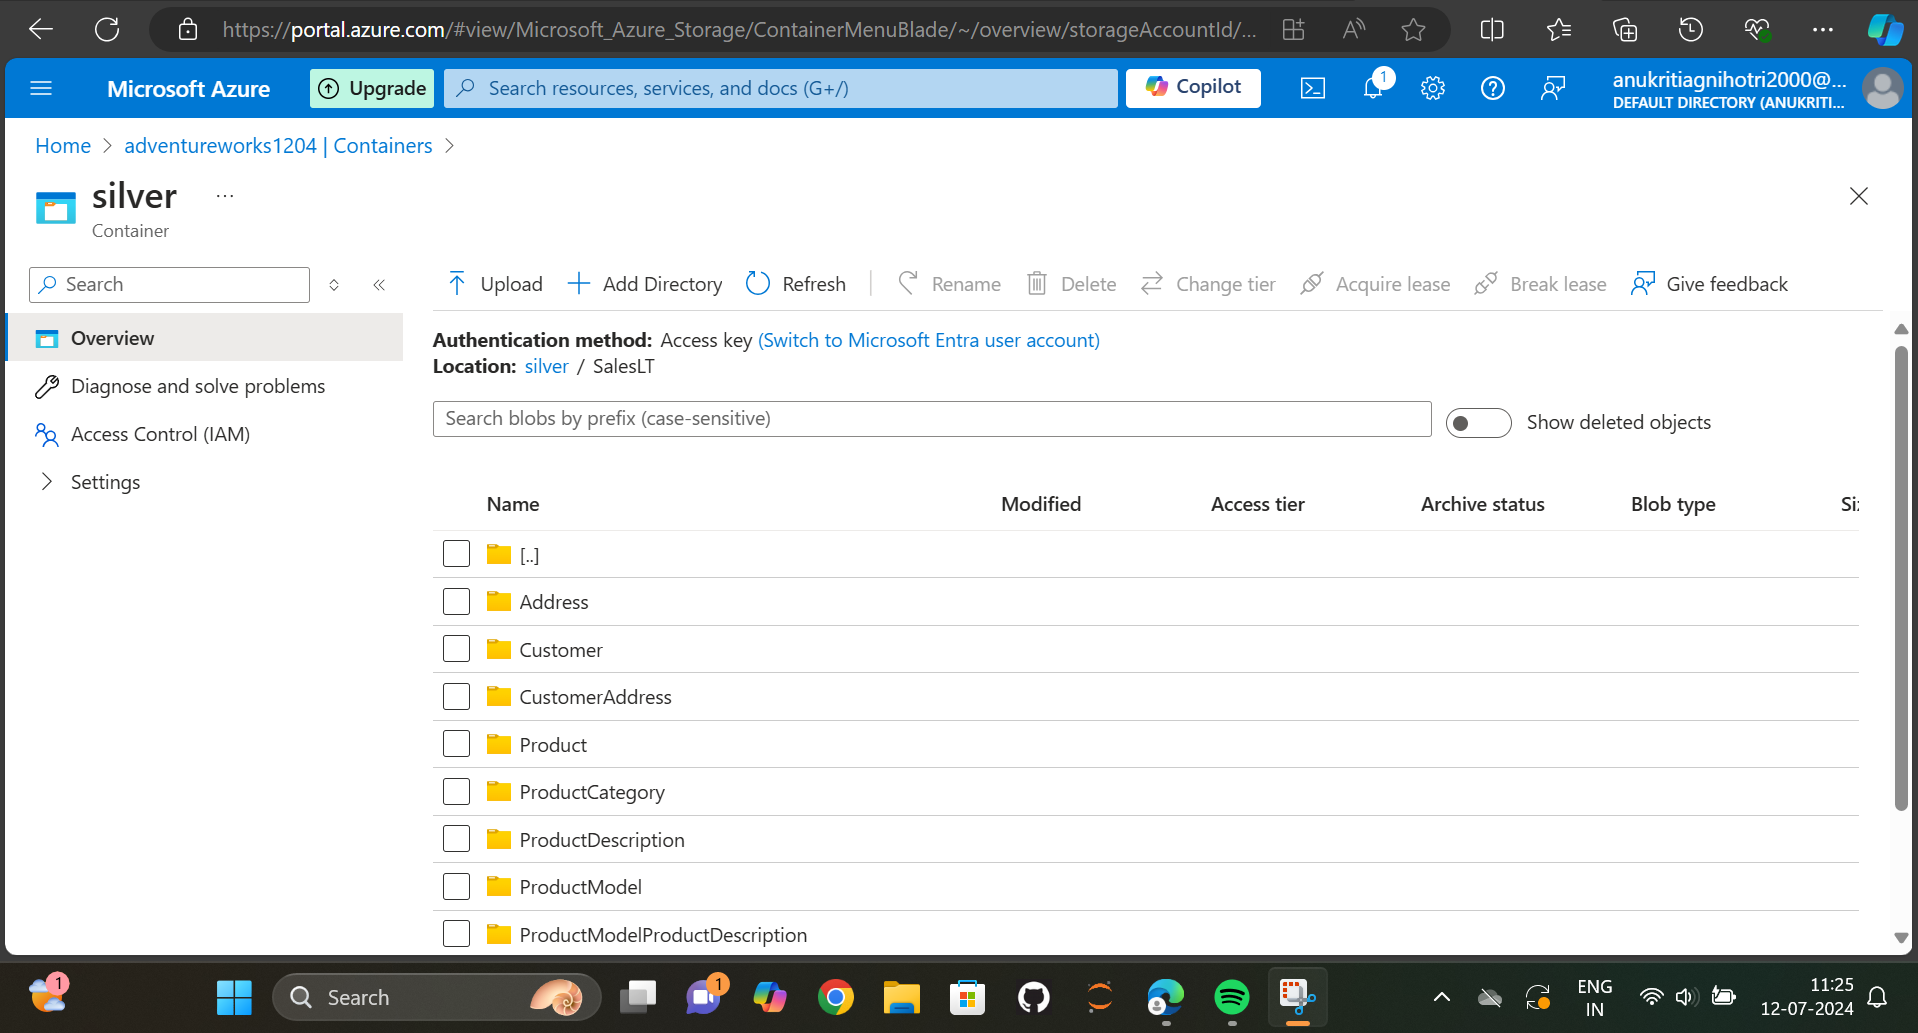 https://portal.azure.com/#view/Microsoft_Azure_Storage/ContainerMenuBlade/~/overview/storageAccountId/...
Microsoft Azure
Upgrade
Search resources, services, and docs (G+/)
Copilot
1
anukritiagnihotri2000@...
DEFAULT DIRECTORY (ANUKRITI...
Home > adventureworks1204 | Containers >
silver ...
Container
Search
Upload
Add Directory
Refresh
Rename
Delete
Change tier
Acquire lease
Break lease
Give feedback
Overview
Diagnose and solve problems
Access Control (IAM)
Settings
Authentication method: Access key (Switch to Microsoft Entra user account)
Location: silver / SalesLT
Search blobs by prefix (case-sensitive)
Show deleted objects
Name Modified Access tier Archive status Blob type
[..]
Address
Customer
CustomerAddress
Product
ProductCategory
ProductDescription
ProductModel
ProductModelProductDescription
1
Search
1
ENG
IN
11:25
12-07-2024